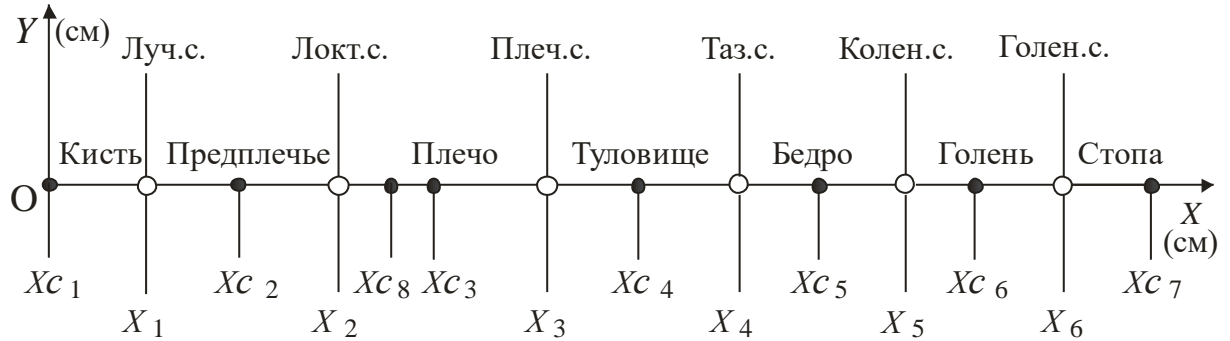 Y (см) Луч.с. Локт.с. Плеч.с. Таз.с. Колен.с. Голен.с.
Кисть Предплечье Плечо Туловище Бедро Голень Стопа
O X
(см)
Xc 1 Xc 2 Xc 8 Xc 3 Xc 4 Xc 5 Xc 6 Xc 7
X 1 X 2 X 3 X 4 X 5 X 6